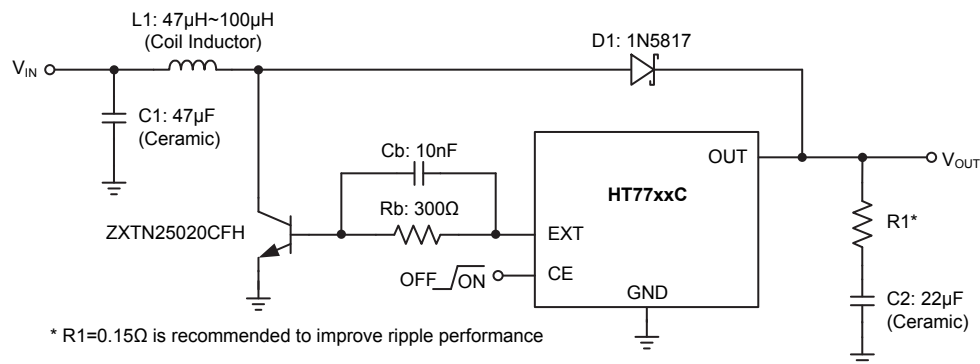 L1: 47µH~100µH
(Coil Inductor)
D1: 1N5817
VIN
C1: 47µF
(Ceramic)
Cb: 10nF
OUT
VOUT
HT77xxC
Rb: 300Ω
R1*
ZXTN25020CFH
EXT
OFF ON
CE
GND
C2: 22µF
(Ceramic)
* R1=0.15Ω is recommended to improve ripple performance